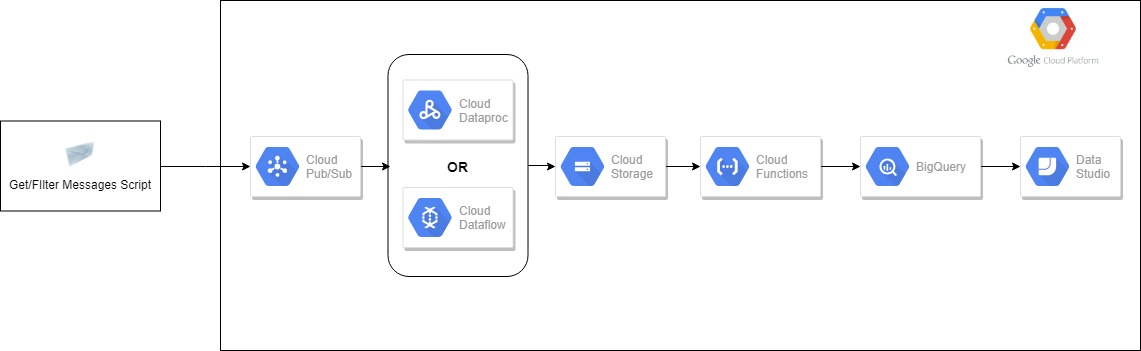 Google Cloud Platform
Get/FIlter Messages Script
Cloud
Pub/Sub
Cloud
Dataproc
OR
Cloud
Dataflow
Cloud
Storage
Cloud
Functions
BigQuery
Data
Studio